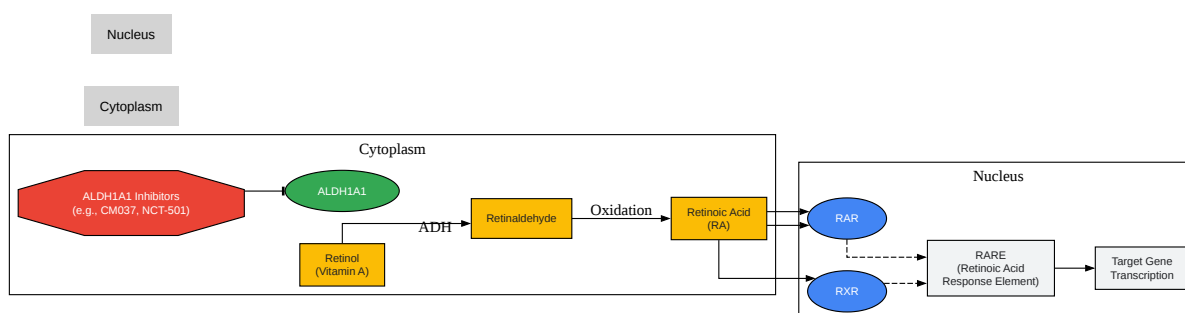 Nucleus
Cytoplasm
Cytoplasm
ALDH1A1 Inhibitors
(e.g., CM037, NCT-501)
ALDH1A1
ADH
Retinol
(Vitamin A)
Retinaldehyde
Oxidation
Retinoic Acid
(RA)
Nucleus
RAR
RXR
RARE
(Retinoic Acid
Response Element)
Target Gene
Transcription